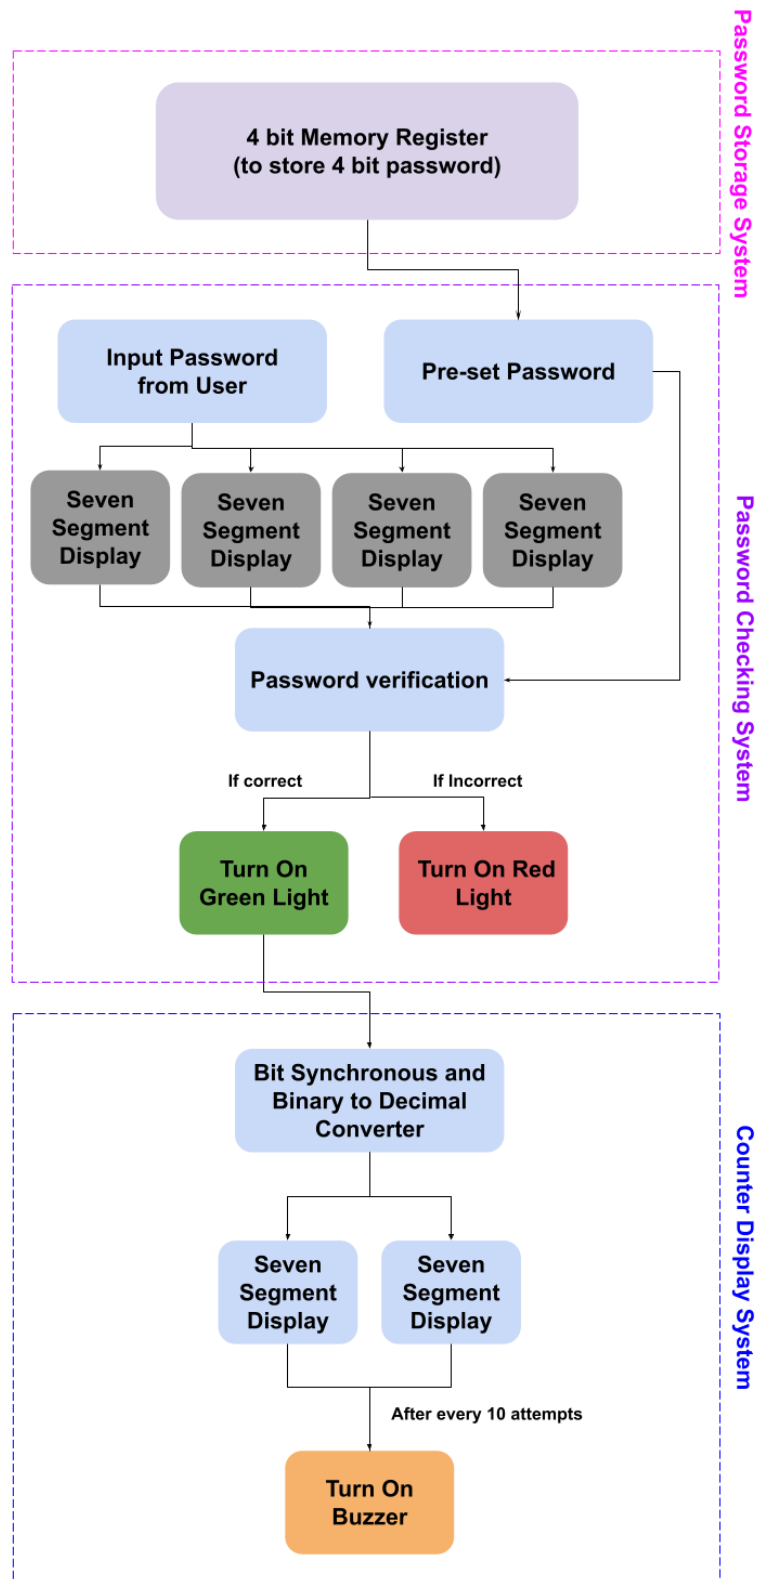 Password Storage System
4 bit Memory Register
(to store 4 bit password)
Password Checking System
Input Password
from User
Pre-set Password
Seven
Segment
Display
Seven
Segment
Display
Seven
Segment
Display
Seven
Segment
Display
Password verification
If correct
If Incorrect
Turn On
Green Light
Turn On Red
Light
Counter Display System
Bit Synchronous and
Binary to Decimal
Converter
Seven
Segment
Display
Seven
Segment
Display
After every 10 attempts
Turn On
Buzzer